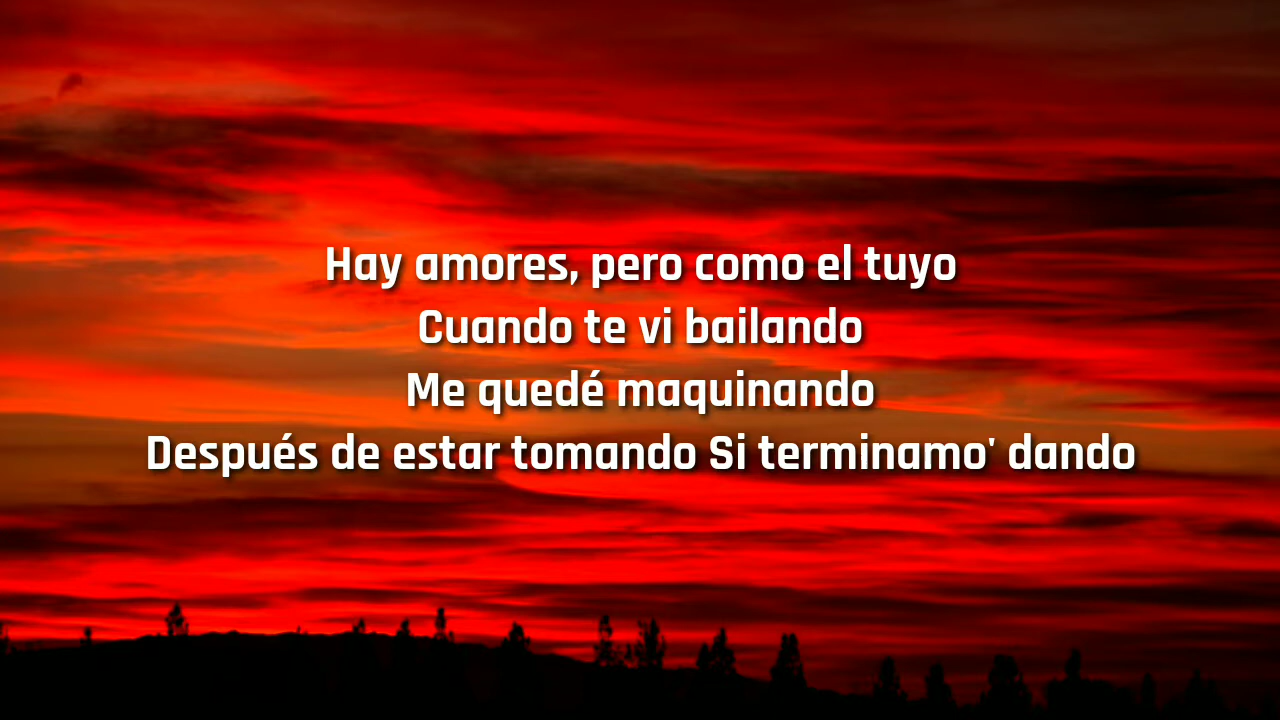 Hay amores, pero como el tuyo
Cuando te vi bailando
Me quedé maquinando
Después de estar tomando Si terminamo' dando